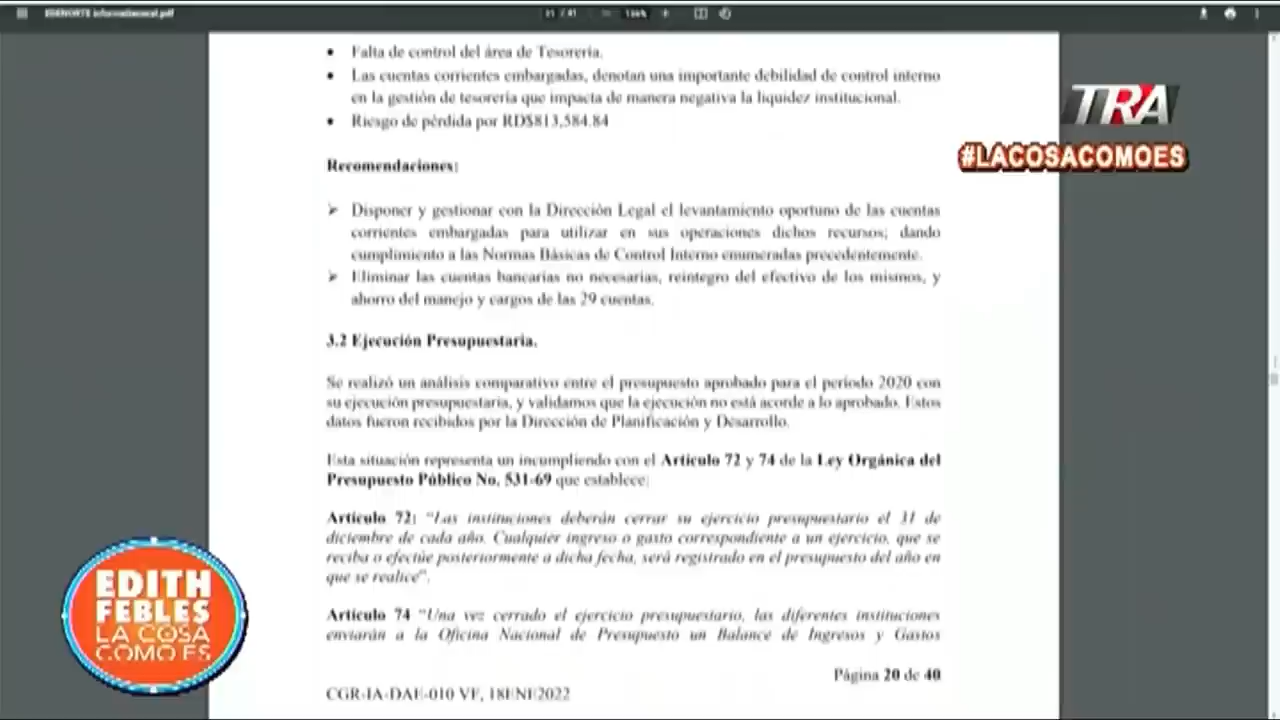 EDENORTE informationccal.pdf
21 / 41
136%
Falta de control del área de Tesorería.
Las cuentas corrientes embargadas, denotan una importante debilidad de control interno
en la gestión de tesorería que impacta de manera negativa la liquidez institucional.
Riesgo de pérdida por RD$813,584.84
TRA
#LACOSACOMOES
Recomendaciones:
Disponer y gestionar con la Dirección Legal el levantamiento oportuno de las cuentas
corrientes embargadas para utilizar en sus operaciones dichos recursos; dando
cumplimiento a las Normas Básicas de Control Interno enumeradas precedentemente.
Eliminar las cuentas bancarias no necesarias, reintegro del efectivo de los mismos, y
ahorro del manejo y cargos de las 29 cuentas.
3.2 Ejecución Presupuestaria.
Se realizó un análisis comparativo entre el presupuesto aprobado para el período 2020 con
su ejecución presupuestaria, y validamos que la ejecución no está acorde a lo aprobado. Estos
datos fueron recibidos por la Dirección de Planificación y Desarrollo.
Esta situación representa un incumpliendo con el Artículo 72 y 74 de la Ley Orgánica del
Presupuesto Público No. 531-69 que establece:
Artículo 72: “Las instituciones deberán cerrar su ejercicio presupuestario el 31 de
diciembre de cada año. Cualquier ingreso o gasto correspondiente a un ejercicio, que se
reciba o efectúe posteriormente a dicha fecha, será registrado en el presupuesto del año en
que se realice”.
Artículo 74 “Una vez cerrado el ejercicio presupuestario, las diferentes instituciones
enviarán a la Oficina Nacional de Presupuesto un Balance de Ingresos y Gastos
Página 20 de 40
CGR-IA-DAE-010 VF, 18ENE2022
EDITH
FEBLES
LA COSA
COMO ES